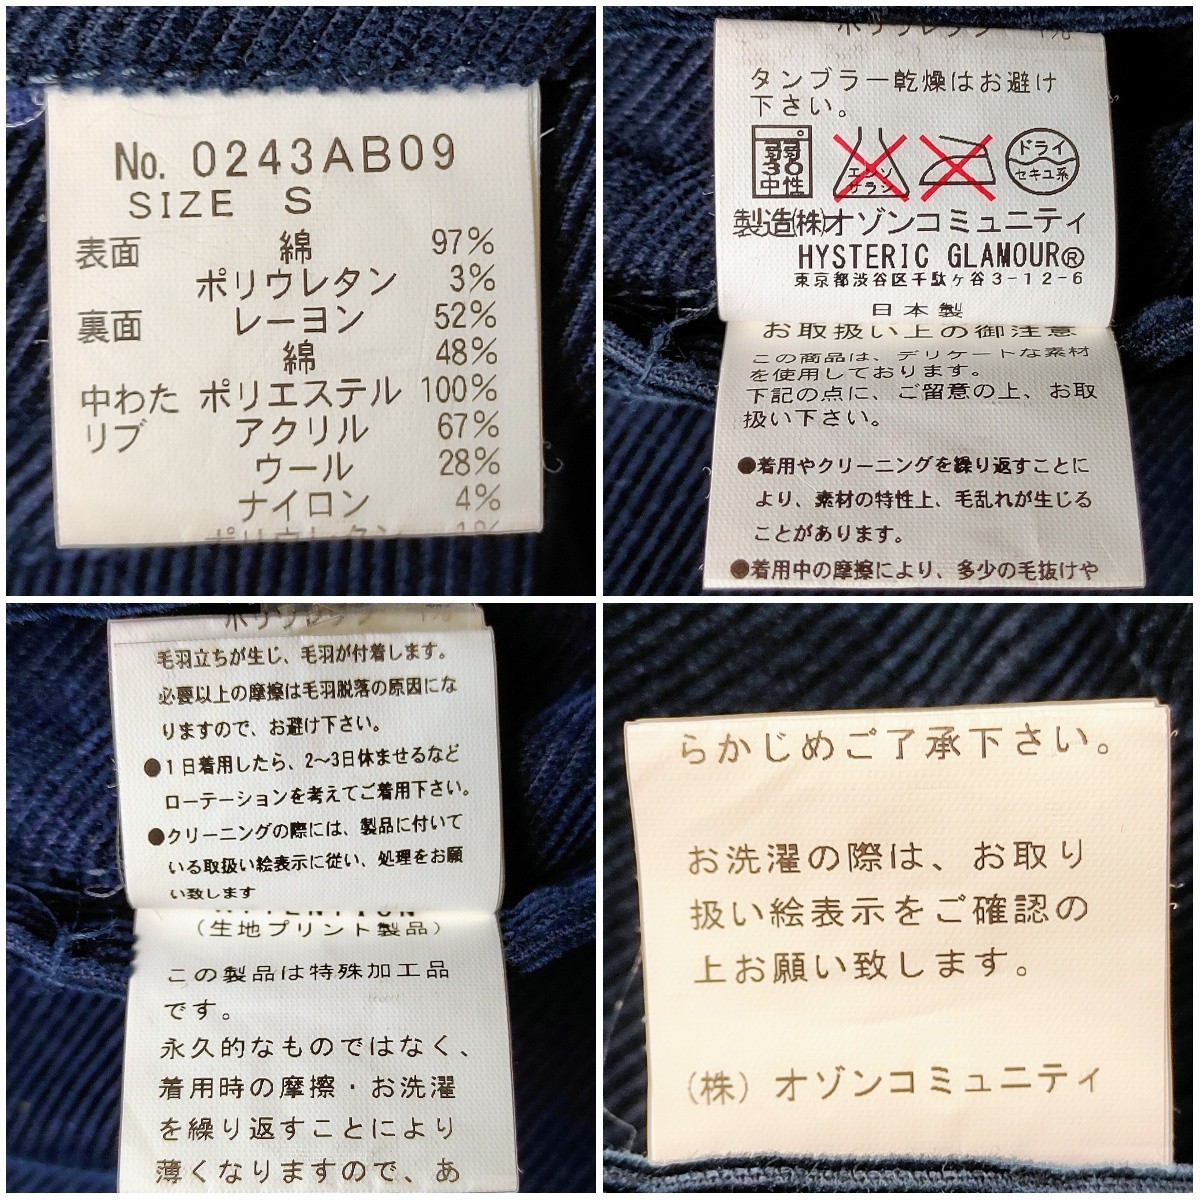 No. 0243AB09
SIZE S
表面 綿 97%
ポリウレタン 3%
裏面 レーヨン 52%
綿 48%
中わた ポリエステル 100%
リブ アクリル 67%
ウール 28%
ナイロン 4%
ポリウレタン 1%
ポリウレタン 1%
タンブラー乾燥はお避け
下さい。
弱 30 中性 エンソ サラシ ドライ セキユ系
製造(株)オゾンコミュニティ
HYSTERIC GLAMOUR®
東京都渋谷区千駄ヶ谷3-12-6
日本製
お取扱い上の御注意
この商品は、デリケートな素材
を使用しております。
下記の点に、ご留意の上、お取
扱い下さい。
●着用やクリーニングを繰り返すことに
より、素材の特性上、毛乱れが生じる
ことがあります。
●着用中の摩擦により、多少の毛抜けや
ポリウレタン 1%
毛羽立ちが生じ、毛羽が付着します。
必要以上の摩擦は毛羽脱落の原因にな
りますので、お避け下さい。
●1日着用したら、2〜3日休ませるなど
ローテーションを考えてご着用下さい。
●クリーニングの際には、製品に付いて
いる取扱い絵表示に従い、処理をお願
い致します
ATTENTION
(生地プリント製品)
この製品は特殊加工品
です。
永久的なものではなく、
着用時の摩擦・お洗濯
を繰り返すことにより
薄くなりますので、あ
らかじめご了承下さい。
お洗濯の際は、お取り
扱い絵表示をご確認の
上お願い致します。
(株)オゾンコミュニティ